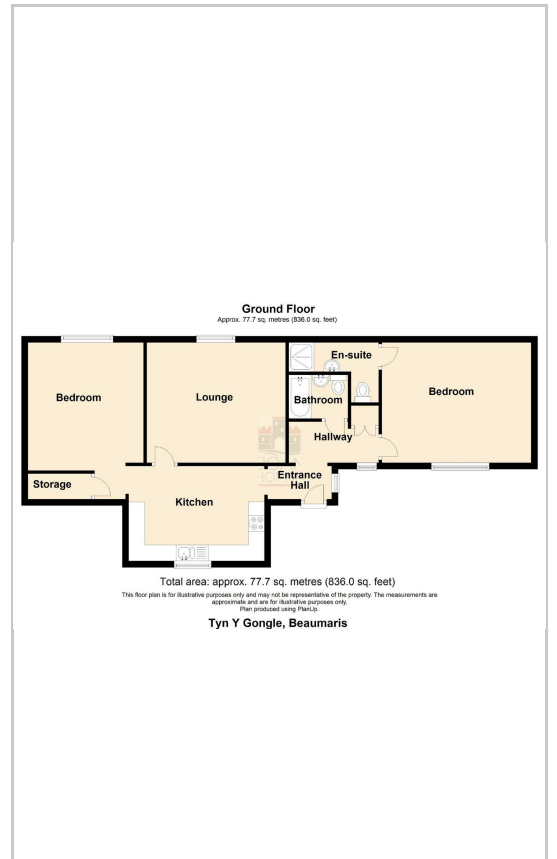 Ground Floor
Approx. 77.7 sq. metres (836.0 sq. feet)
En-suite
Bedroom
Lounge
Bedroom
Bathroom
Hallway
Entrance
Hall
Storage
Kitchen
Total area: approx. 77.7 sq. metres (836.0 sq. feet)
This floor plan is for illustrative purposes only and may not be representative of the property. The measurements are
approximate and are for illustrative purposes only.
Plan produced using PlanUp.
Tyn Y Gongle, Beaumaris